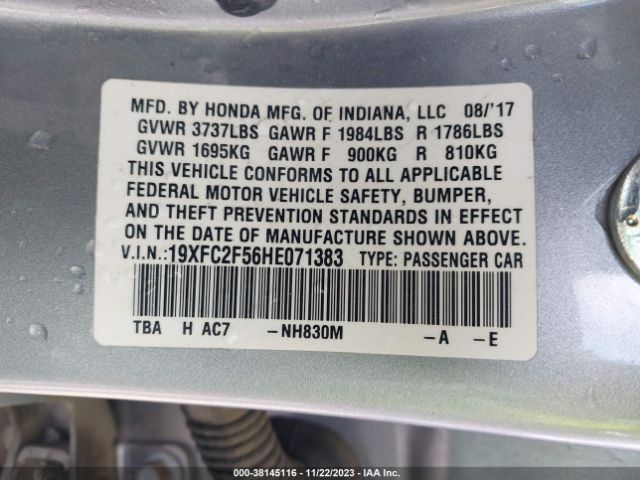 MFD. BY HONDA MFG. OF INDIANA, LLC 08/'17
GVWR 3737LBS GAWR F 1984LBS R 1786LBS
GVWR 1695KG GAWR F 900KG R 810KG
THIS VEHICLE CONFORMS TO ALL APPLICABLE
FEDERAL MOTOR VEHICLE SAFETY, BUMPER,
AND THEFT PREVENTION STANDARDS IN EFFECT
ON THE DATE OF MANUFACTURE SHOWN ABOVE.
V.I.N.:19XFC2F56HE071383 TYPE: PASSENGER CAR
TBA H AC7 -NH830M -A -E
000-38145116 - 11/22/2023 - IAA Inc.